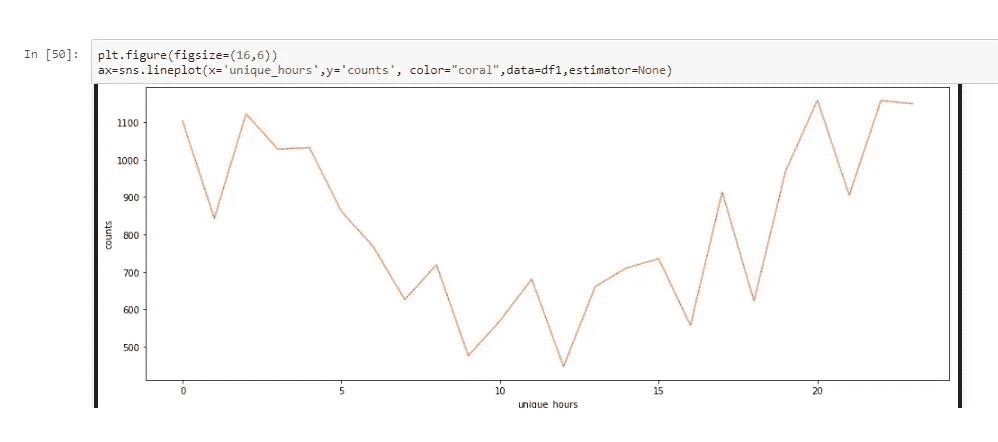 In [50]:
plt.figure(figsize=(16,6))
ax=sns.lineplot(x='unique_hours',y='counts', color="coral",data=df1,estimator=None)
1100
1000
900
800
700
600
500
counts
0 5 10 15 20
unique hours